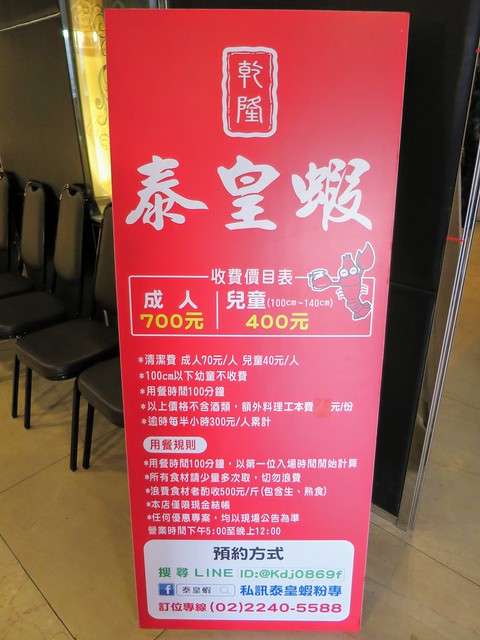 乾隆
泰皇蝦
收費價目表
成人 兒童(100cm~140cm)
700元 400元
*清潔費 成人70元/人 兒童40元/人
*100cm以下幼童不收費
*用餐時間100分鐘
*以上價格不含酒類，額外料理工本費 元/份
*逾時每半小時300元/人累計
用餐規則
*用餐時間100分鐘，以第一位入場時間開始計算
*所有食材請少量多次取，切勿浪費
*浪費食材者酌收500元/斤(包含生、熟食)
*本店僅限現金結帳
*任何優惠專案，均以現場公告為準
營業時間下午5:00至晚上12:00
預約方式
搜尋 LINE ID:@Kdj0869f
f 泰皇蝦 私訊泰皇蝦粉專
訂位專線 (02)2240-5588